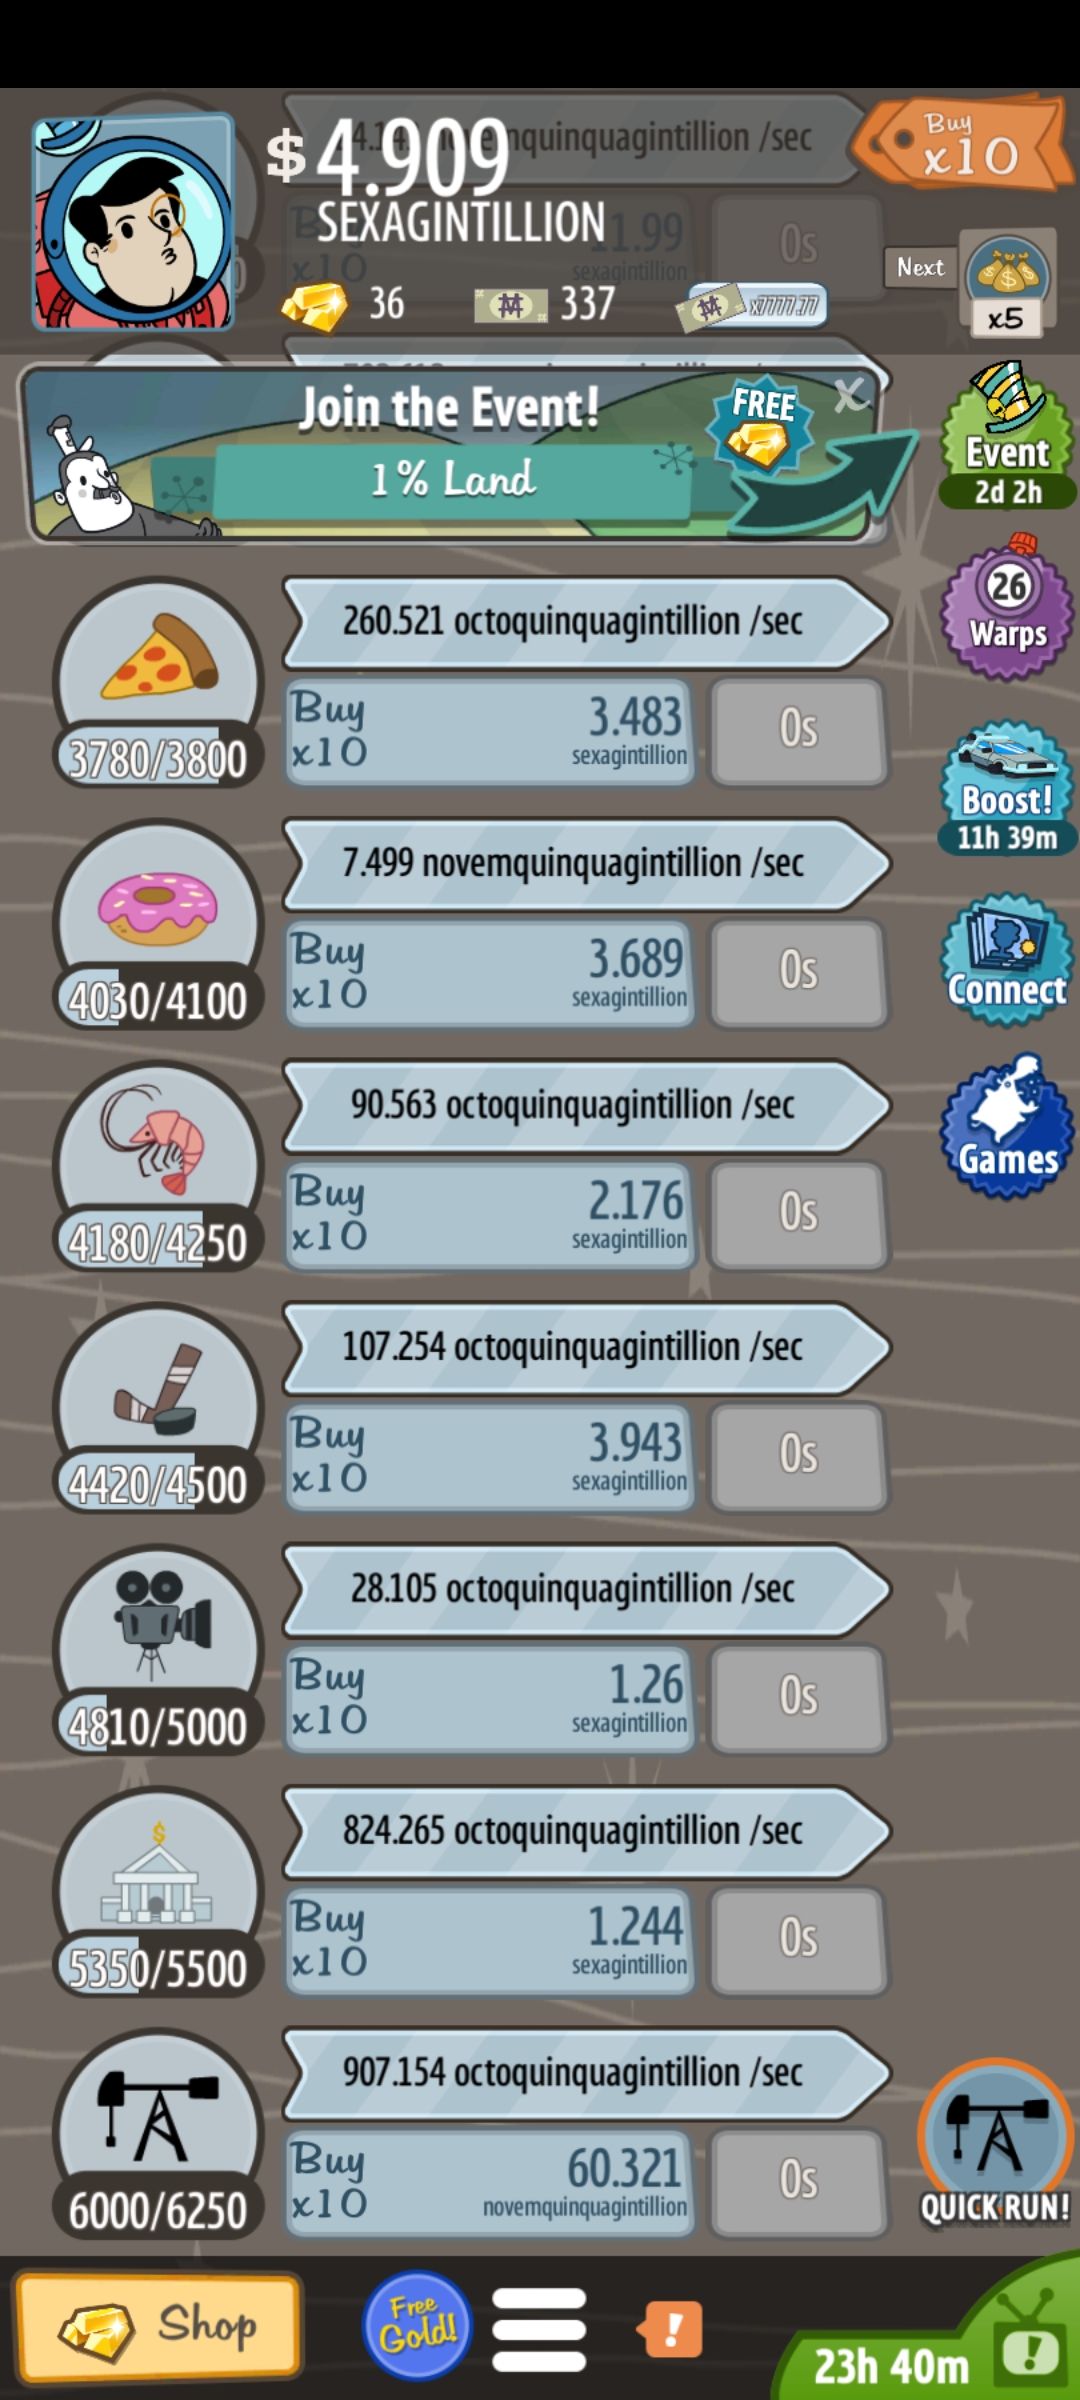 $4.909
SEXAGINTILLION
Buy
x10
11.99
sexagintillion
0s
Next
x5
36
337
x7777.77
Join the Event!
1% Land
FREE
X
Event
2d 2h
26
Warps
Boost!
11h 39m
Connect
Games
260.521 octoquinquagintillion /sec
Buy
x10
3.483
sexagintillion
0s
3780/3800
7.499 novemquinquagintillion /sec
Buy
x10
3.689
sexagintillion
0s
4030/4100
90.563 octoquinquagintillion /sec
Buy
x10
2.176
sexagintillion
0s
4180/4250
107.254 octoquinquagintillion /sec
Buy
x10
3.943
sexagintillion
0s
4420/4500
28.105 octoquinquagintillion /sec
Buy
x10
1.26
sexagintillion
0s
4810/5000
824.265 octoquinquagintillion /sec
Buy
x10
1.244
sexagintillion
0s
5350/5500
907.154 octoquinquagintillion /sec
Buy
x10
60.321
novemquinquagintillion
0s
6000/6250
QUICK RUN!
Shop
Free
Gold!
!
23h 40m
!